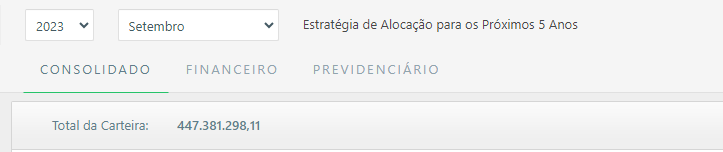 2023 Setembro Estratégia de Alocação para os Próximos 5 Anos
CONSOLIDADO FINANCEIRO PREVIDENCIÁRIO
Total da Carteira: 447.381.298,11